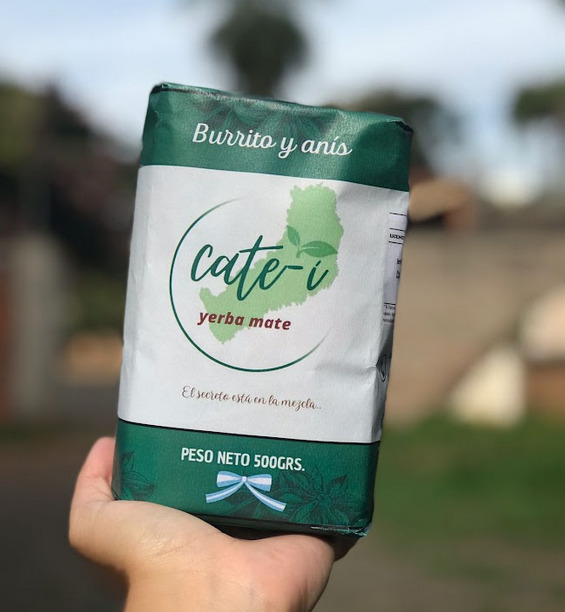 Burrito y anís
cate-í
yerba mate
El secreto está en la mezcla...
PESO NETO 500GRS.